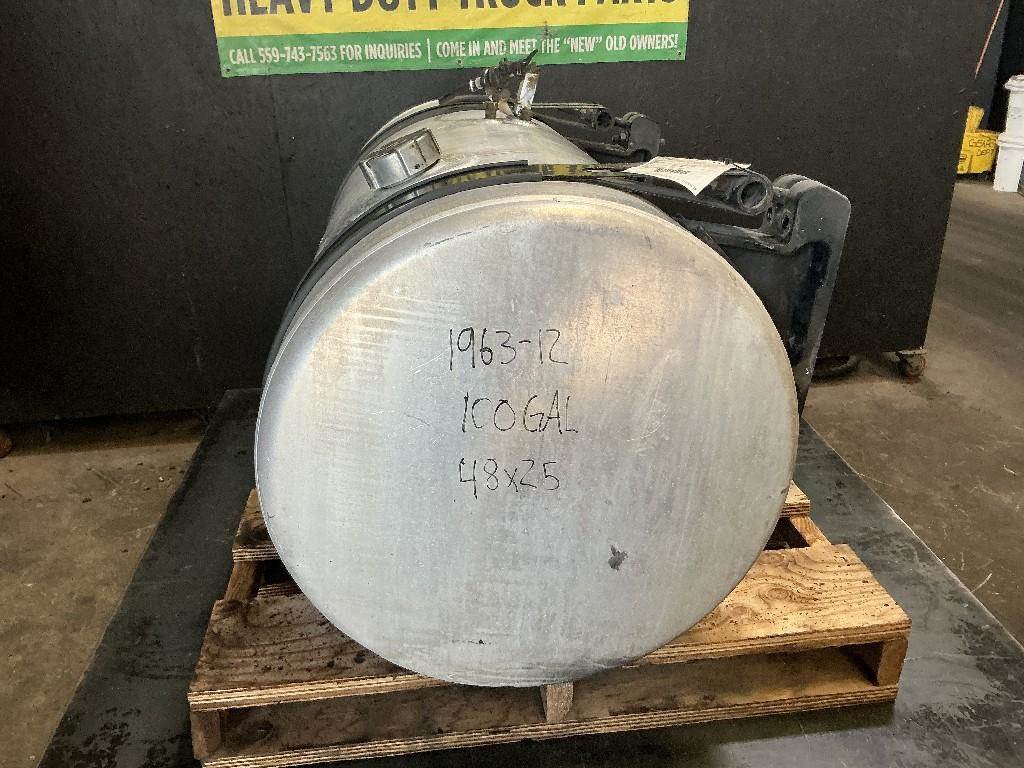 HEAVY DUTY TRUCK PARTS
CALL 559-743-7563 FOR INQUIRIES | COME IN AND MEET THE "NEW" OLD OWNERS!
1963-12
100GAL
48x25